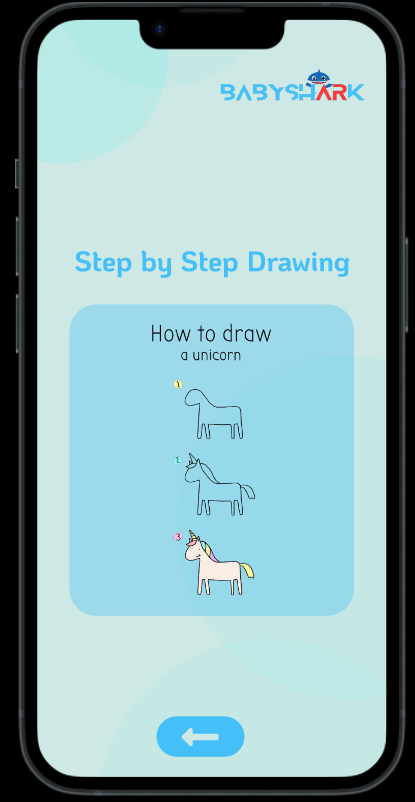 BABYSHARK
Step by Step Drawing
How to draw
a unicorn
1
2
3